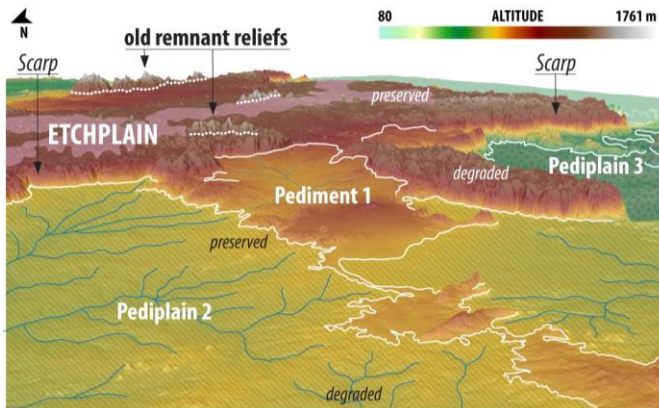 80 ALTITUDE 1761 m
N
old remnant reliefs
Scarp
Scarp
preserved
ETCHPLAIN
degraded
Pediplain 3
Pediment 1
preserved
Pediplain 2
degraded